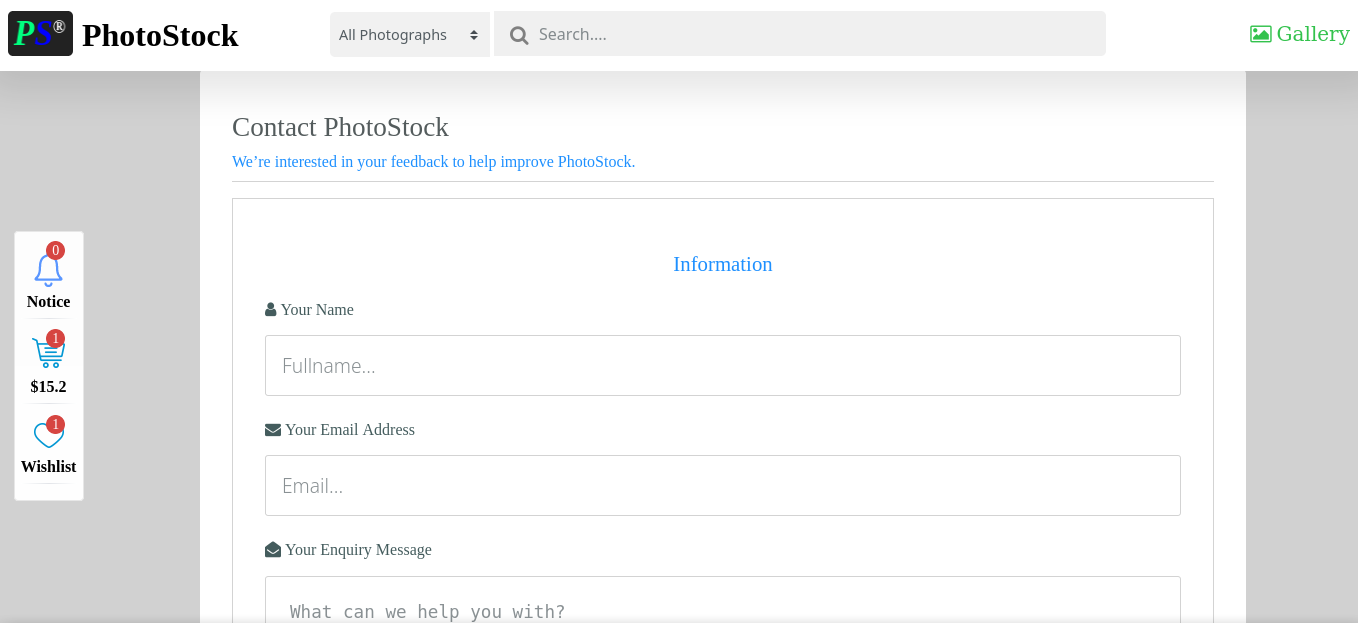 PS® PhotoStock
All Photographs
Search....
Gallery
Contact PhotoStock
We’re interested in your feedback to help improve PhotoStock.
0
Notice
1
$15.2
1
Wishlist
Information
Your Name
Fullname...
Your Email Address
Email...
Your Enquiry Message
What can we help you with?